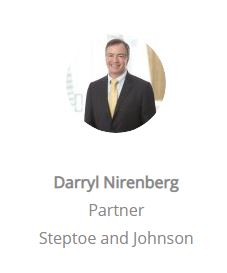 Darryl Nirenberg
Partner
Steptoe and Johnson